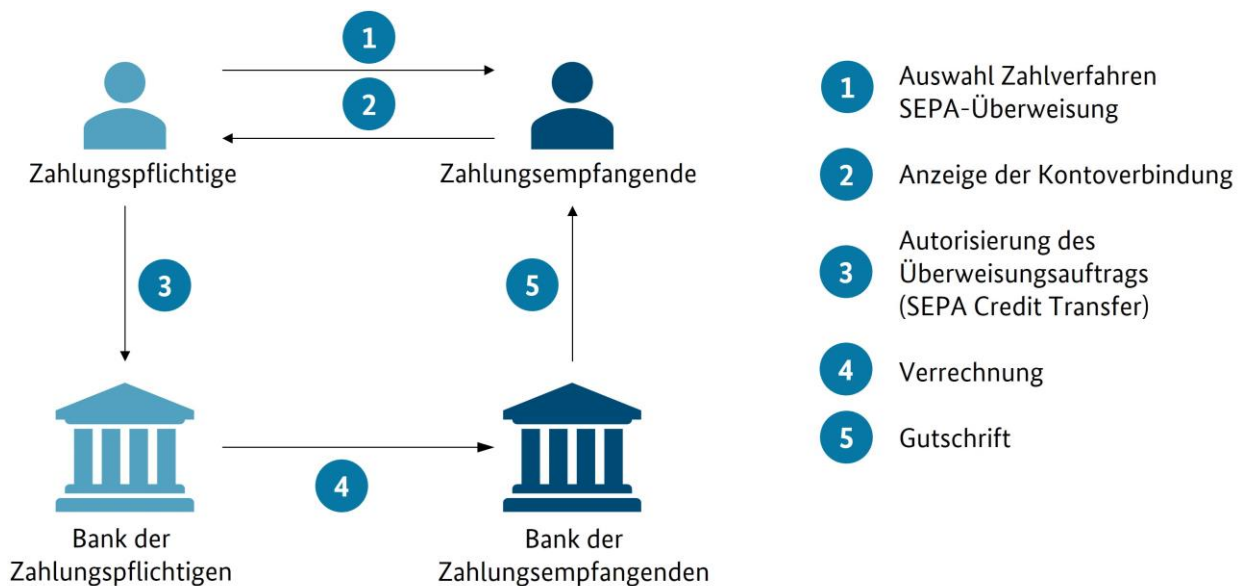 1
2
Zahlungspflichtige
Zahlungsempfangende
3
5
4
Bank der
Zahlungspflichtigen
Bank der
Zahlungsempfangenden
1
Auswahl Zahlverfahren
SEPA-Überweisung
2
Anzeige der Kontoverbindung
3
Autorisierung des
Überweisungsauftrags
(SEPA Credit Transfer)
4
Verrechnung
5
Gutschrift